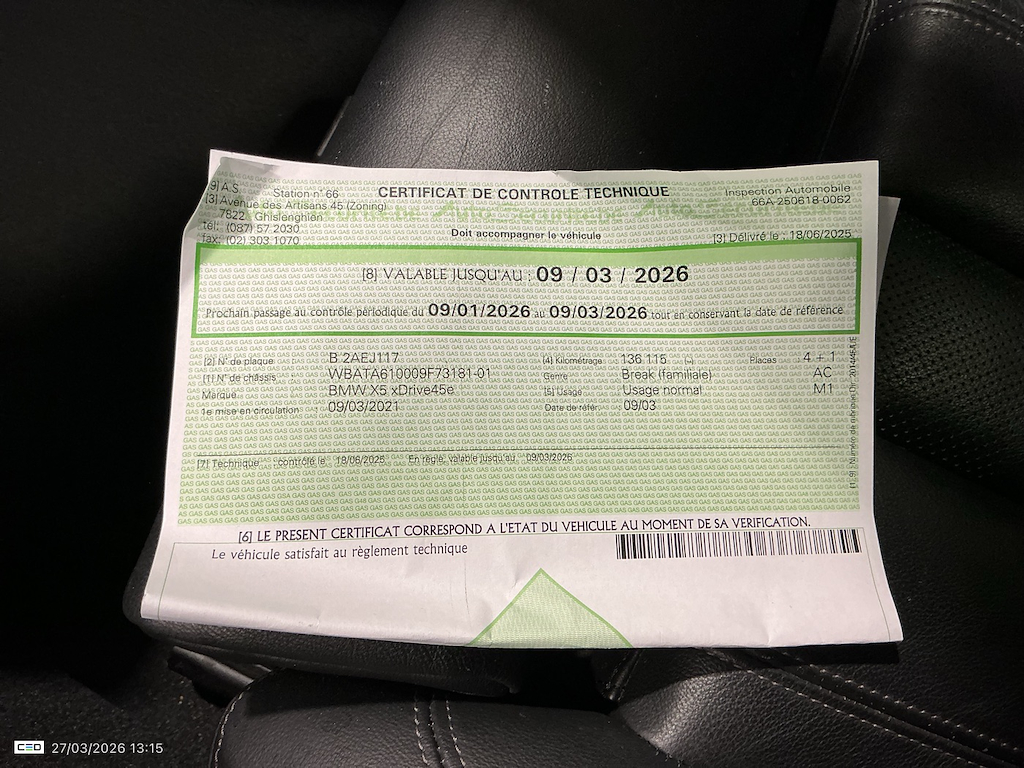 [9] A.S. Station n° 66
CERTIFICAT DE CONTROLE TECHNIQUE
Inspection Automobile
[3] Avenue des Artisans 45 (Zoning)
66A 250618-0062
7822 Ghislenghien
tél: (087) 57 2030
Doit accompagner le véhicule
fax: (02) 303 1070
[3] Délivré le : 18/06/2025
[8] VALABLE JUSQU'AU : 09 / 03 / 2026
Prochain passage au contrôle périodique du 09/01/2026 au 09/03/2026 tout en conservant la date de référence
[2] N° de plaque : B 2AEJ117
[4] Kilométrage : 136 115
Places : 4 + 1
[1] N° de châssis : WBATA610009F73181-01
Genre : Break (familiale) AC
Marque : BMW X5 xDrive45e
[5] Usage : Usage normal M1
1e mise en circulation : 09/03/2021
Date de référ. : 09/03
[7] Technique : contrôlé le 18/06/2025 En règle, valable jusqu'au 09/03/2026
[6] LE PRESENT CERTIFICAT CORRESPOND A L'ETAT DU VEHICULE AU MOMENT DE SA VERIFICATION.
Le véhicule satisfait au règlement technique
CEO 27/03/2026 13:15